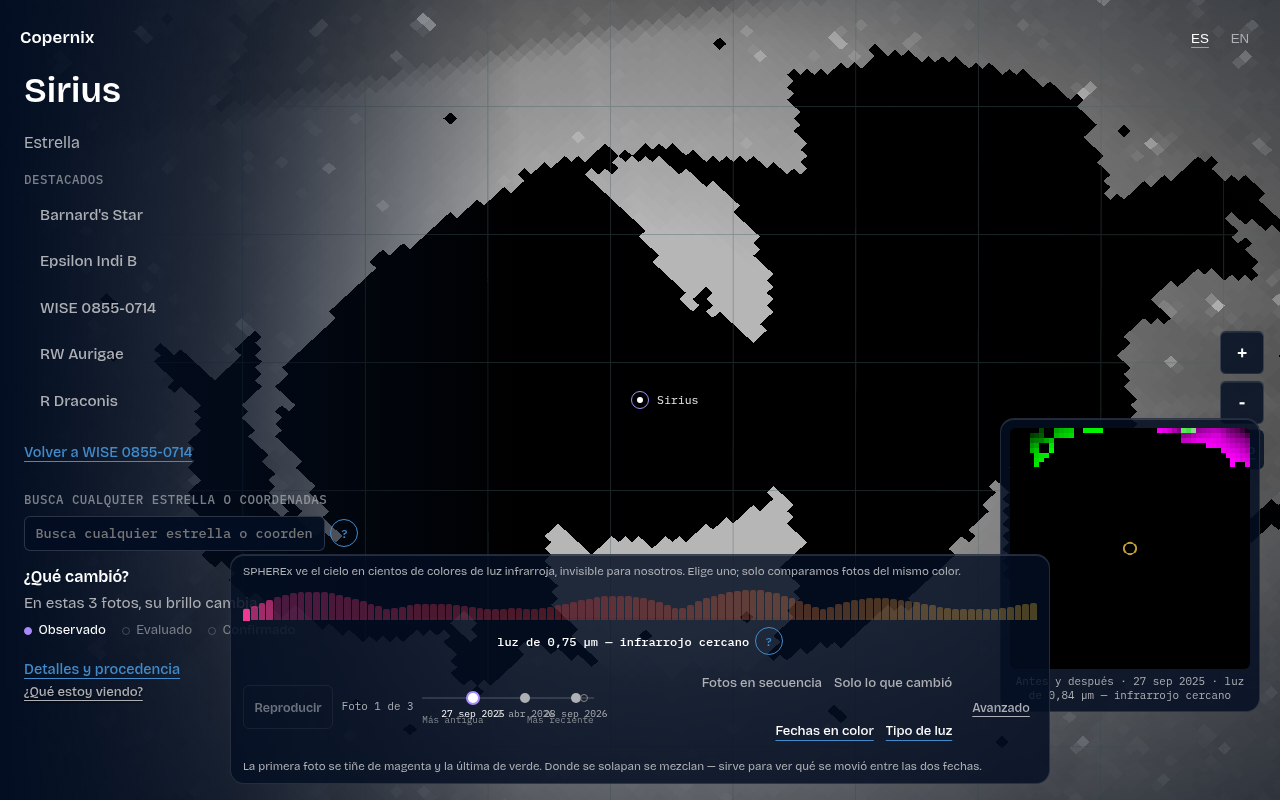 Copernix
ES EN
Sirius
Estrella
DESTACADOS
Barnard's Star
Epsilon Indi B
WISE 0855-0714
RW Aurigae
R Draconis
Volver a WISE 0855-0714
BUSCA CUALQUIER ESTRELLA O COORDENADAS
Busca cualquier estrella o coorden
?
¿Qué cambió?
En estas 3 fotos, su brillo cambia
Observado Evaluado Confirmado
Detalles y procedencia
¿Qué estoy viendo?
+
-
Sirius
SPHEREx ve el cielo en cientos de colores de luz infrarroja, invisible para nosotros. Elige uno; solo comparamos fotos del mismo color.
luz de 0,75 µm — infrarrojo cercano ?
Reproducir
Foto 1 de 3
27 sep 2025 abr 2026 28 sep 2026
Más antigua Más reciente
Fotos en secuencia Solo lo que cambió
Fechas en color Tipo de luz
Avanzado
La primera foto se tiñe de magenta y la última de verde. Donde se solapan se mezclan — sirve para ver qué se movió entre las dos fechas.
Antes y después · 27 sep 2025 · luz
de 0,84 µm — infrarrojo cercano